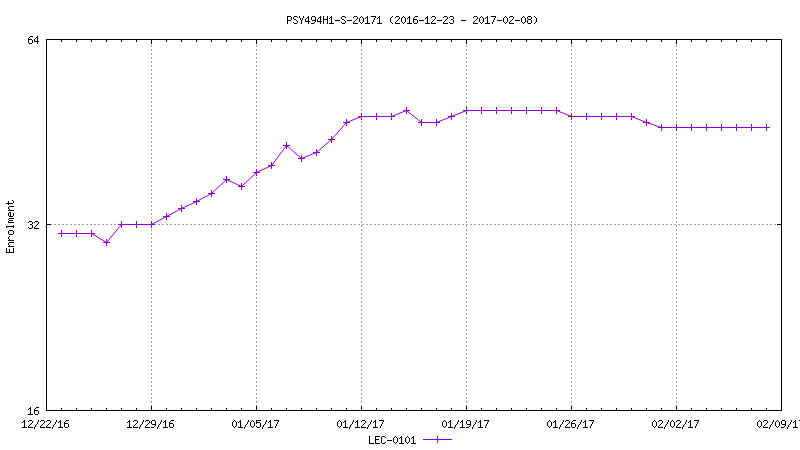 PSY494H1-S-20171 (2016-12-23 - 2017-02-08)
64
32
16
Enrolment
12/22/16 12/29/16 01/05/17 01/12/17 01/19/17 01/26/17 02/02/17 02/09/1
LEC-0101